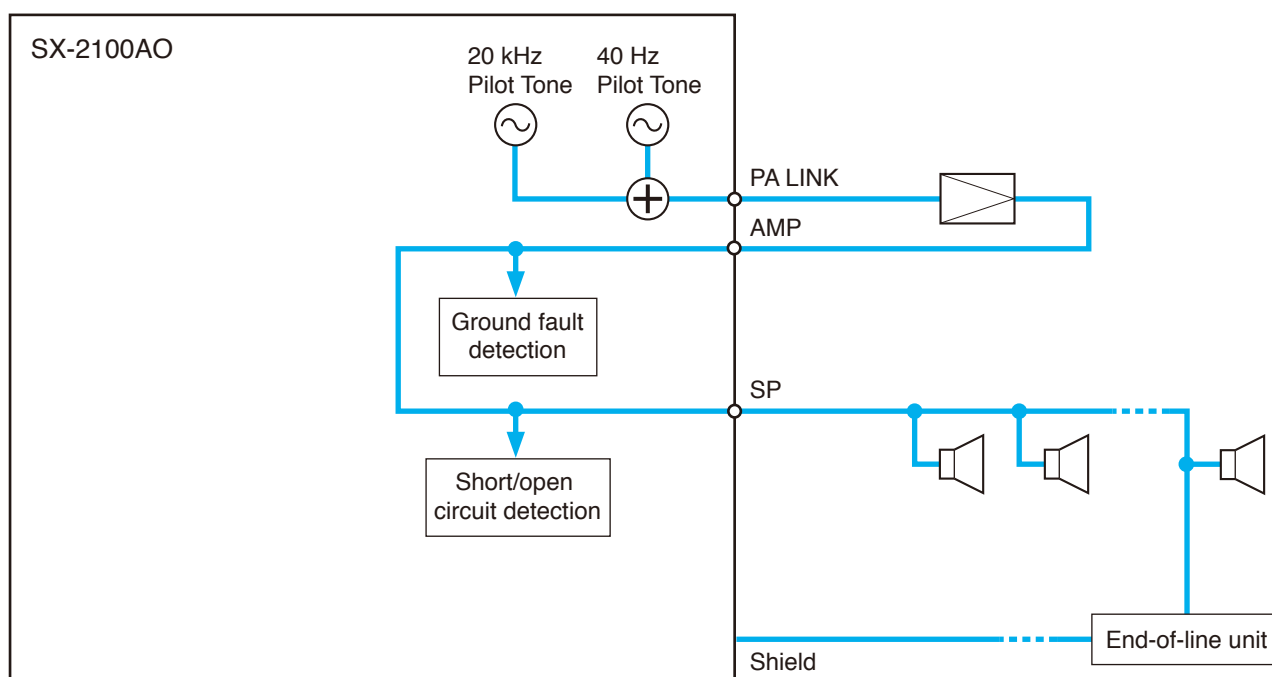 SX-2100AO
20 kHz
Pilot Tone
40 Hz
Pilot Tone
PA LINK
AMP
Ground fault
detection
SP
Short/open
circuit detection
End-of-line unit
Shield